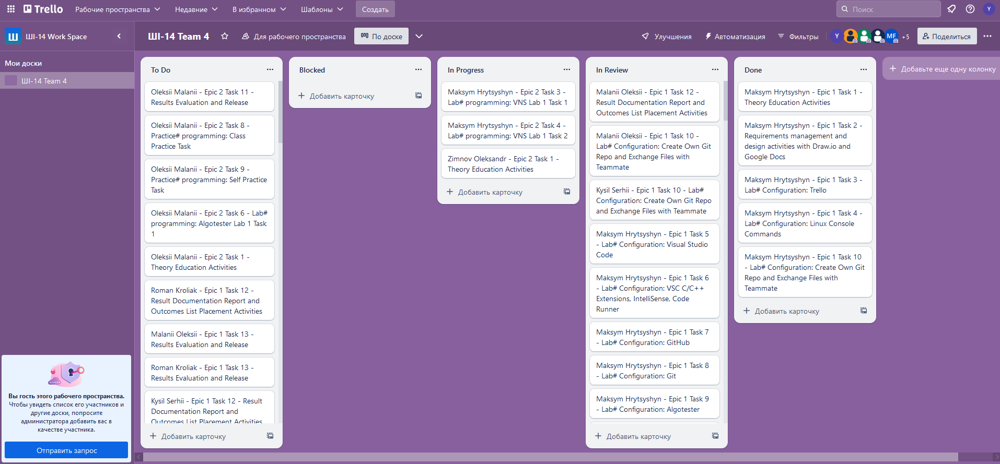 Trello
Рабочие пространства
Недавние
В избранном
Шаблоны
Создать
Поиск
Y
Ш
ШІ-14 Work Space
ШІ-14 Team 4
Для рабочего пространства
По доске
Улучшения
Автоматизация
Фильтры
Y
MF
+5
Поделиться
Мои доски
ШІ-14 Team 4
Вы гость этого рабочего пространства.
Чтобы увидеть список его участников и
другие доски, попросите
администратора добавить вас в
качестве участника.
Отправить запрос
To Do
Oleksii Malanii - Epic 2 Task 11 -
Results Evaluation and Release
Oleksii Malanii - Epic 2 Task 8 -
Practice# programming: Class
Practice Task
Oleksii Malanii - Epic 2 Task 9 -
Practice# programming: Self Practice
Task
Oleksii Malanii - Epic 2 Task 6 - Lab#
programming: Algotester Lab 1 Task
1
Oleksii Malanii - Epic 2 Task 1 -
Theory Education Activities
Roman Kroliak - Epic 1 Task 12 -
Result Documentation Report and
Outcomes List Placement Activities
Malanii Oleksii - Epic 1 Task 13 -
Results Evaluation and Release
Roman Kroliak - Epic 1 Task 13 -
Results Evaluation and Release
Kysil Serhii - Epic 1 Task 12 - Result
Documentation Report and
Outcomes List Placement Activities
Добавить карточку
Blocked
Добавить карточку
In Progress
Maksym Hrytsyshyn - Epic 2 Task 3 -
Lab# programming: VNS Lab 1 Task 1
Maksym Hrytsyshyn - Epic 2 Task 4 -
Lab# programming: VNS Lab 1 Task 2
Zimnov Oleksandr - Epic 2 Task 1 -
Theory Education Activities
Добавить карточку
In Review
Malanii Oleksii - Epic 1 Task 12 -
Result Documentation Report and
Outcomes List Placement Activities
Malanii Oleksii - Epic 1 Task 10 -
Lab# Configuration: Create Own Git
Repo and Exchange Files with
Teammate
Kysil Serhii - Epic 1 Task 10 - Lab#
Configuration: Create Own Git Repo
and Exchange Files with Teammate
Maksym Hrytsyshyn - Epic 1 Task 5
- Lab# Configuration: Visual Studio
Code
Maksym Hrytsyshyn - Epic 1 Task 6
- Lab# Configuration: VSC C/C++
Extensions, IntelliSense, Code
Runner
Maksym Hrytsyshyn - Epic 1 Task 7
- Lab# Configuration: GitHub
Maksym Hrytsyshyn - Epic 1 Task 8
- Lab# Configuration: Git
Maksym Hrytsyshyn - Epic 1 Task 9
- Lab# Configuration: Algotester
Добавить карточку
Done
Maksym Hrytsyshyn - Epic 1 Task 1 -
Theory Education Activities
Maksym Hrytsyshyn - Epic 1 Task 2 -
Requirements management and
design activities with Draw.io and
Google Docs
Maksym Hrytsyshyn - Epic 1 Task 3 -
Lab# Configuration: Trello
Maksym Hrytsyshyn - Epic 1 Task 4 -
Lab# Configuration: Linux Console
Commands
Maksym Hrytsyshyn - Epic 1 Task 10
- Lab# Configuration: Create Own Git
Repo and Exchange Files with
Teammate
Добавить карточку
Добавьте еще одну колонку